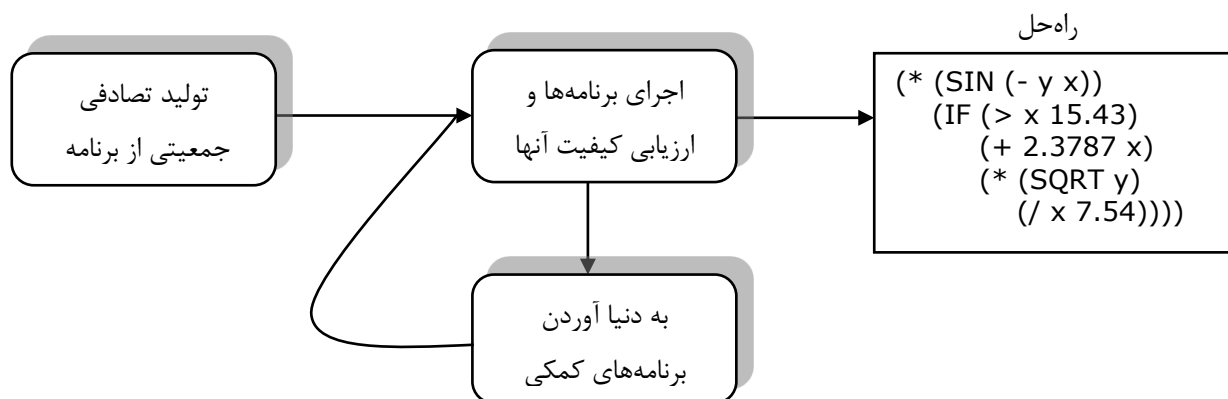 راه‌حل
تولید تصادفی
جمعیتی از برنامه
اجرای برنامه‌ها و
ارزیابی کیفیت آنها
(* (SIN (- y x))
(IF (> x 15.43)
(+ 2.3787 x)
(* (SQRT y)
(/ x 7.54))))
به دنیا آوردن
برنامه‌های کمکی